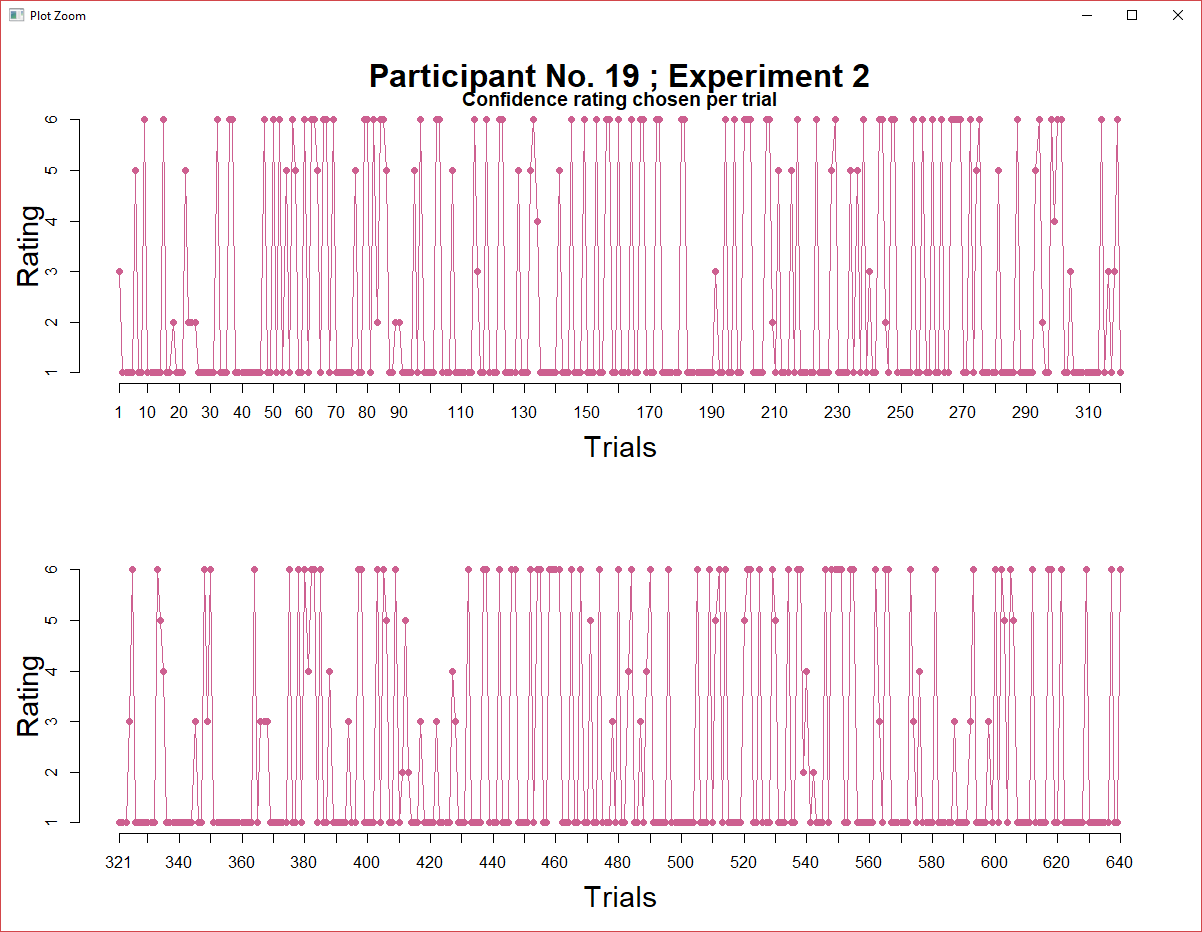 Plot Zoom
Participant No. 19 ; Experiment 2
Confidence rating chosen per trial
Rating
6
5
4
3
2
1
1 10 20 30 40 50 60 70 80 90 110 130 150 170 190 210 230 250 270 290 310
Trials
Rating
6
5
4
3
2
1
321 340 360 380 400 420 440 460 480 500 520 540 560 580 600 620 640
Trials